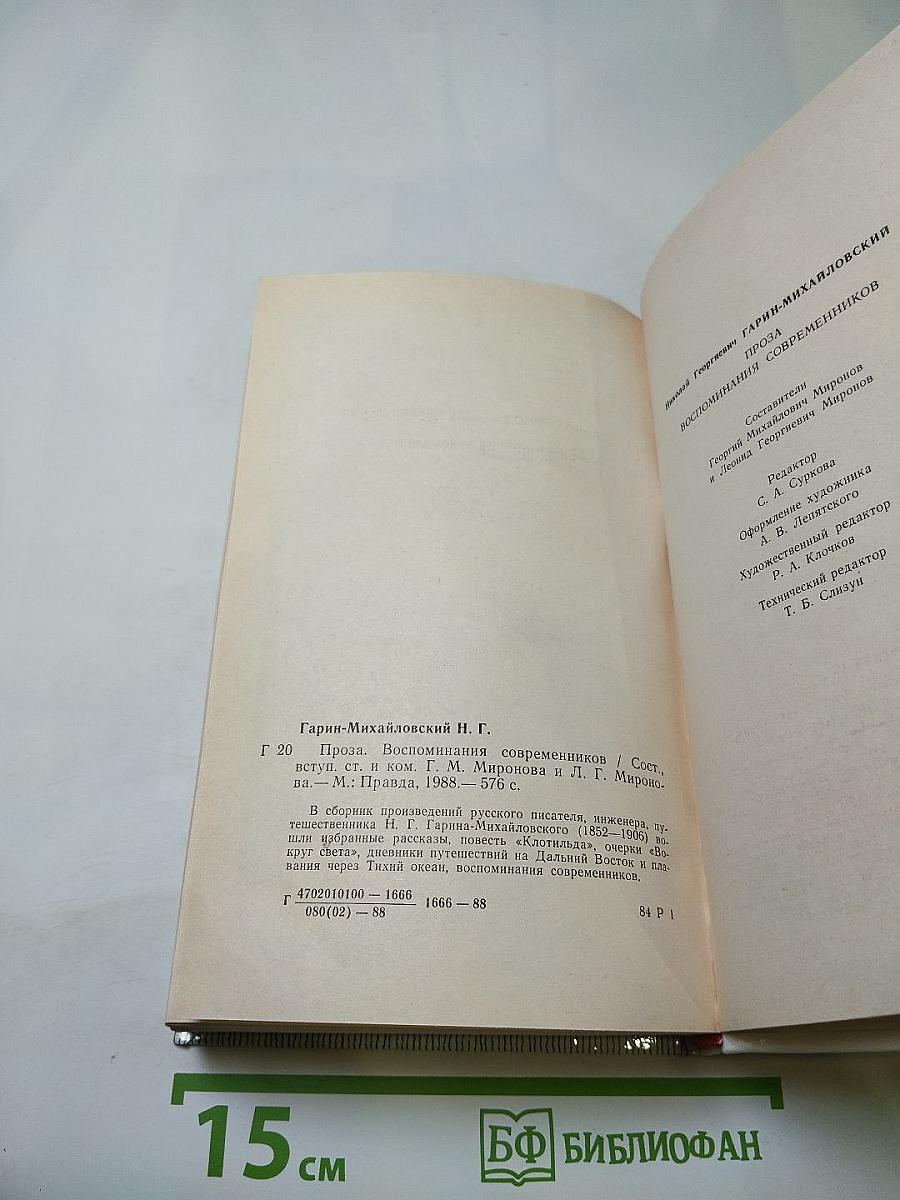 Гарин-Михайловский Н. Г.
Г 20 Проза. Воспоминания современников / Сост.,
вступ. ст. и ком. Г. М. Миронова и Л. Г. Мироно-
ва.— М.: Правда, 1988.— 576 с.
В сборник произведений русского писателя, инженера, пу-
тешественника Н. Г. Гарина-Михайловского (1852—1906) во-
шли избранные рассказы, повесть «Клотильда», очерки «Во-
круг света», дневники путешествий на Дальний Восток и пла-
вания через Тихий океан, воспоминания современников.
Г 4702010100 — 1666
080(02) — 88
1666 — 88
84 Р 1
Николай Георгиевич ГАРИН-МИХАЙЛОВСКИЙ
ПРОЗА
ВОСПОМИНАНИЯ СОВРЕМЕННИКОВ
Составители
Георгий Михайлович Миронов
и Леонид Георгиевич Миронов
Редактор
С. А. Суркова
Оформление художника
А. В. Лепятского
Художественный редактор
Р. А. Клочков
Технический редактор
Т. Б. Слизун
15 см
БФ БИБЛИОФАН